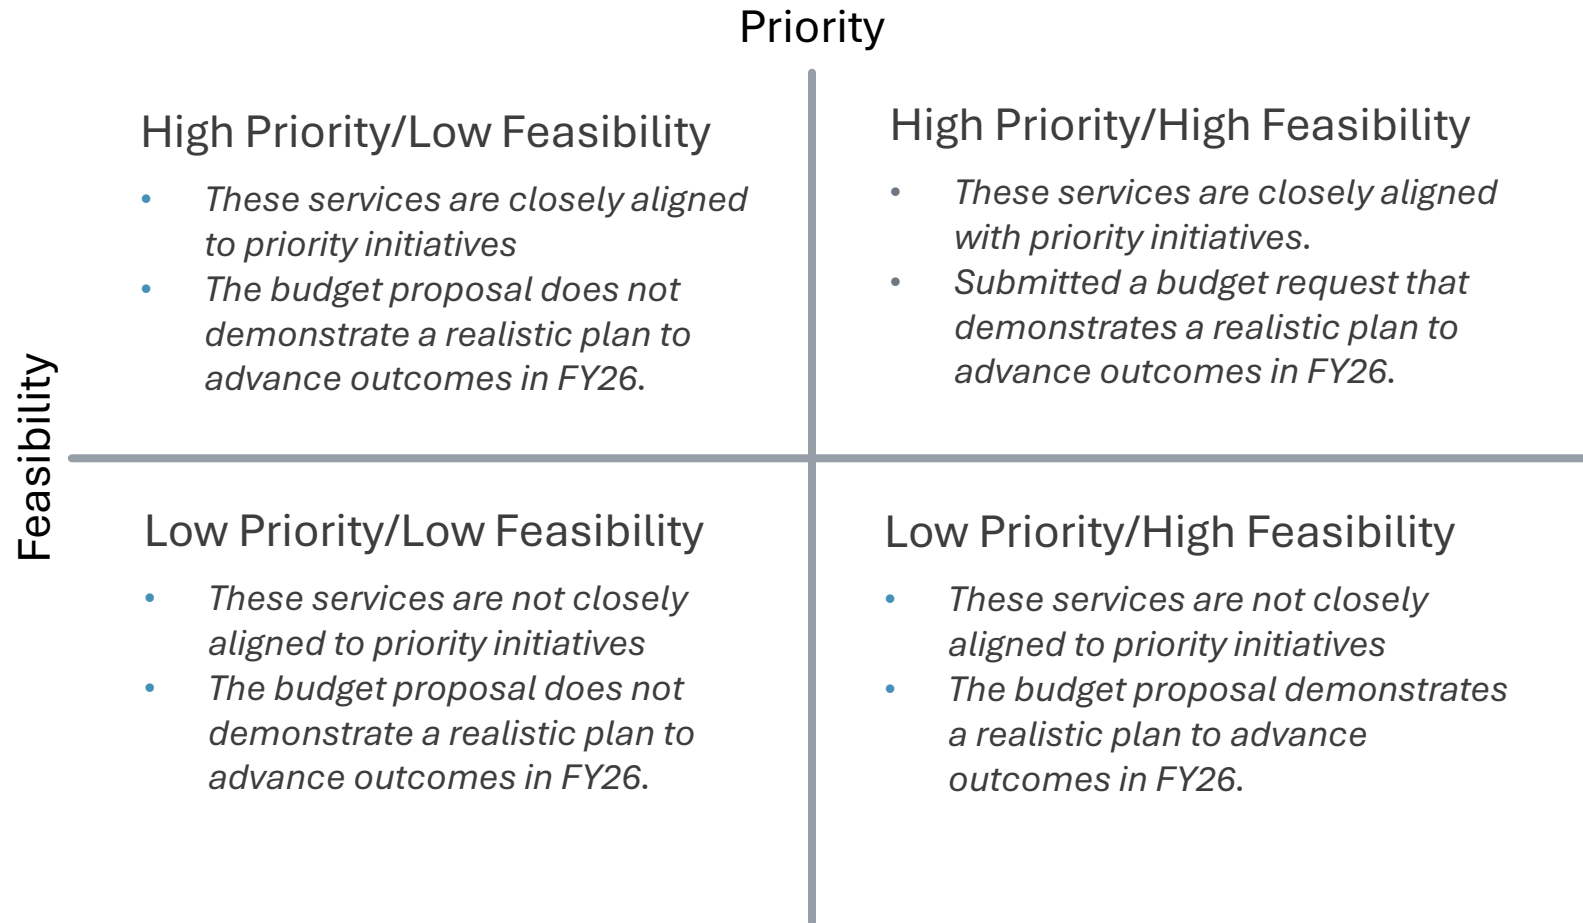 Priority
High Priority/Low Feasibility
• These services are closely aligned
to priority initiatives
• The budget proposal does not
demonstrate a realistic plan to
advance outcomes in FY26.
High Priority/High Feasibility
• These services are closely aligned
with priority initiatives.
• Submitted a budget request that
demonstrates a realistic plan to
advance outcomes in FY26.
Feasibility
Low Priority/Low Feasibility
• These services are not closely
aligned to priority initiatives
• The budget proposal does not
demonstrate a realistic plan to
advance outcomes in FY26.
Low Priority/High Feasibility
• These services are not closely
aligned to priority initiatives
• The budget proposal demonstrates
a realistic plan to advance
outcomes in FY26.